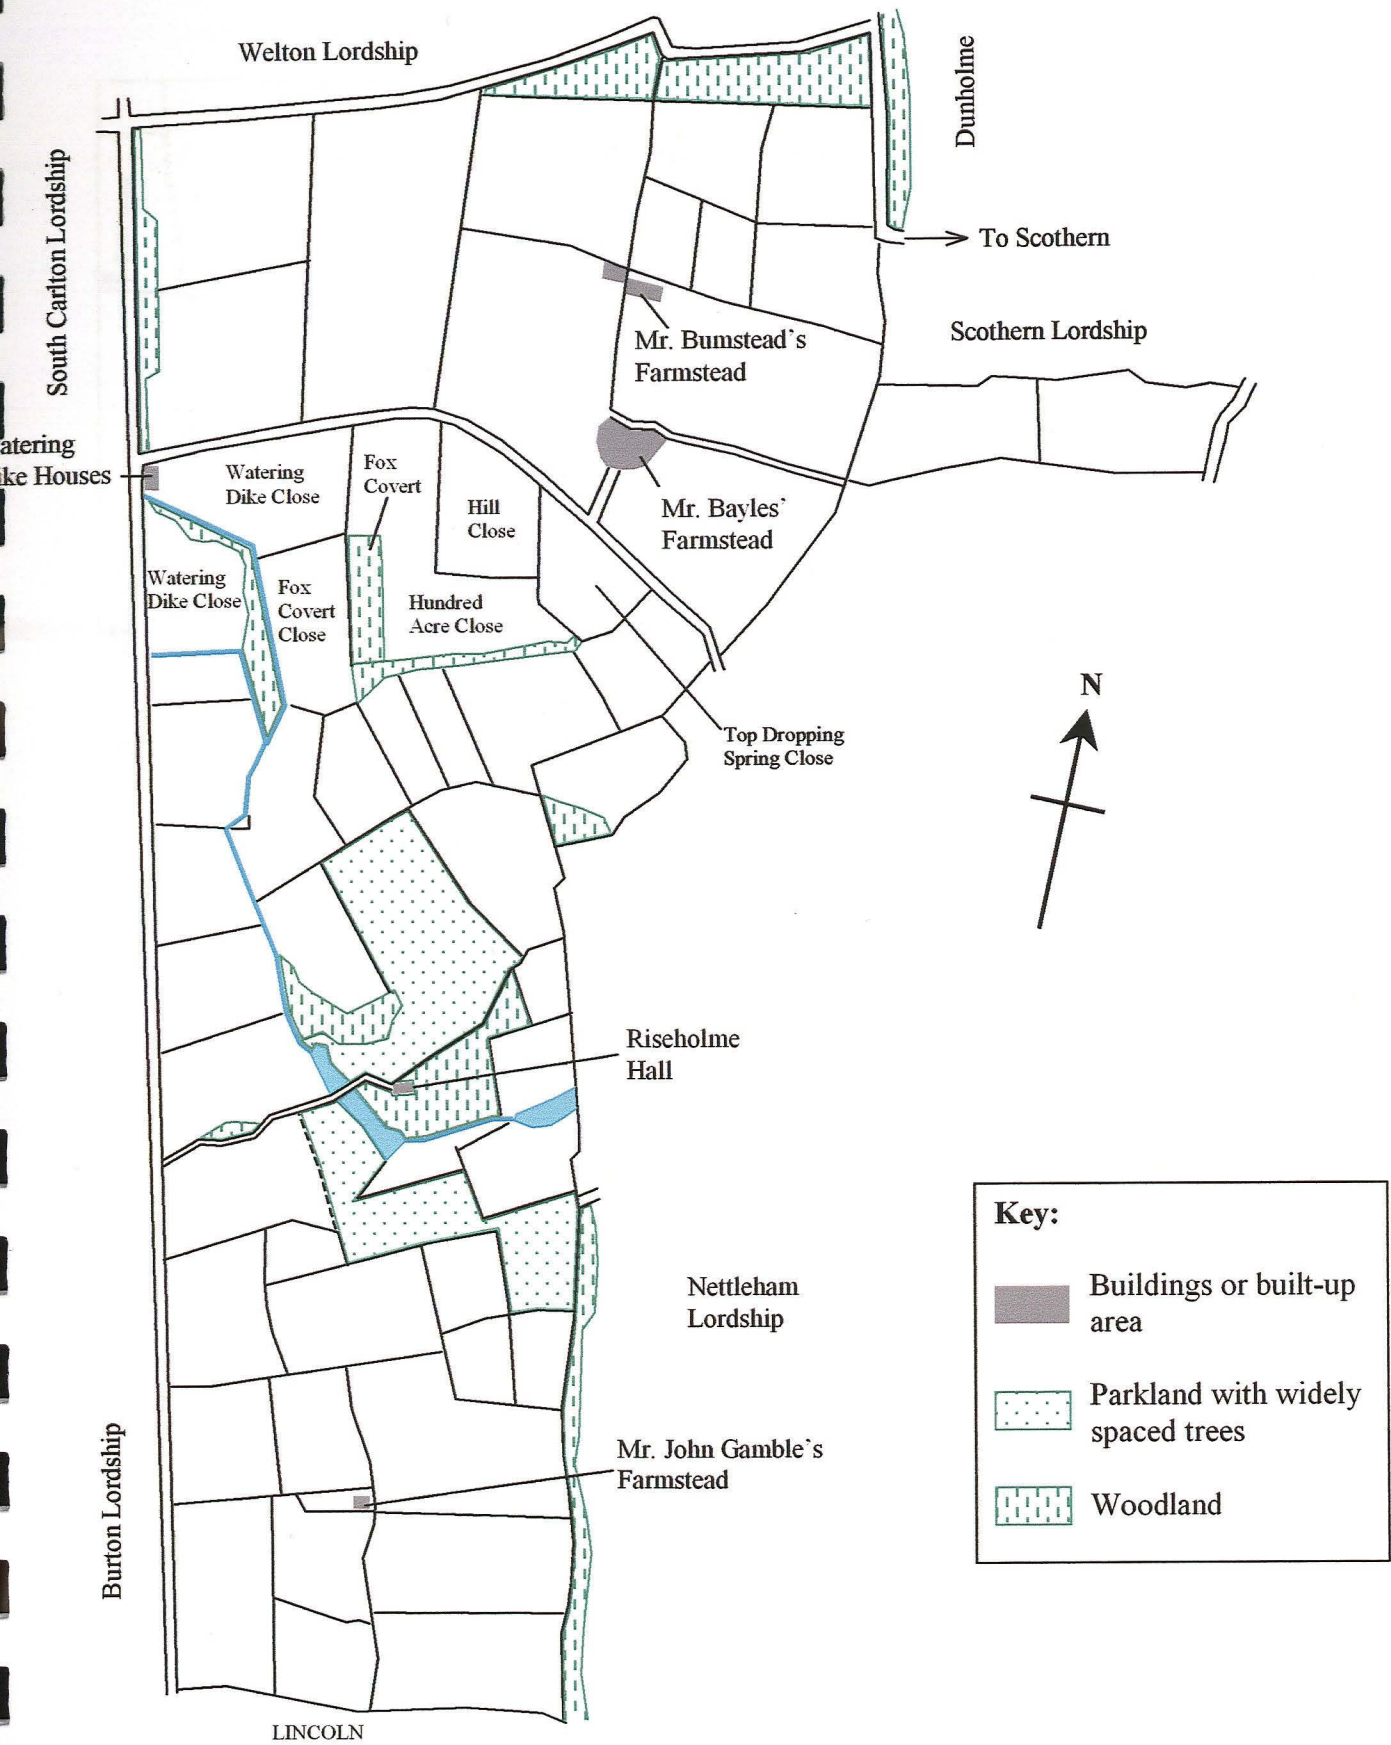 Welton Lordship
Dunholme
South Carlton Lordship
To Scothern
Scothern Lordship
Mr. Bumstead's
Farmstead
atering
ke Houses
Watering
Dike Close
Fox
Covert
Hill
Close
Mr. Bayles'
Farmstead
Watering
Dike Close
Fox
Covert
Close
Hundred
Acre Close
N
Top Dropping
Spring Close
Riseholme
Hall
Key:
Buildings or built-up
area
Parkland with widely
spaced trees
Woodland
Nettleham
Lordship
Mr. John Gamble's
Farmstead
Burton Lordship
LINCOLN